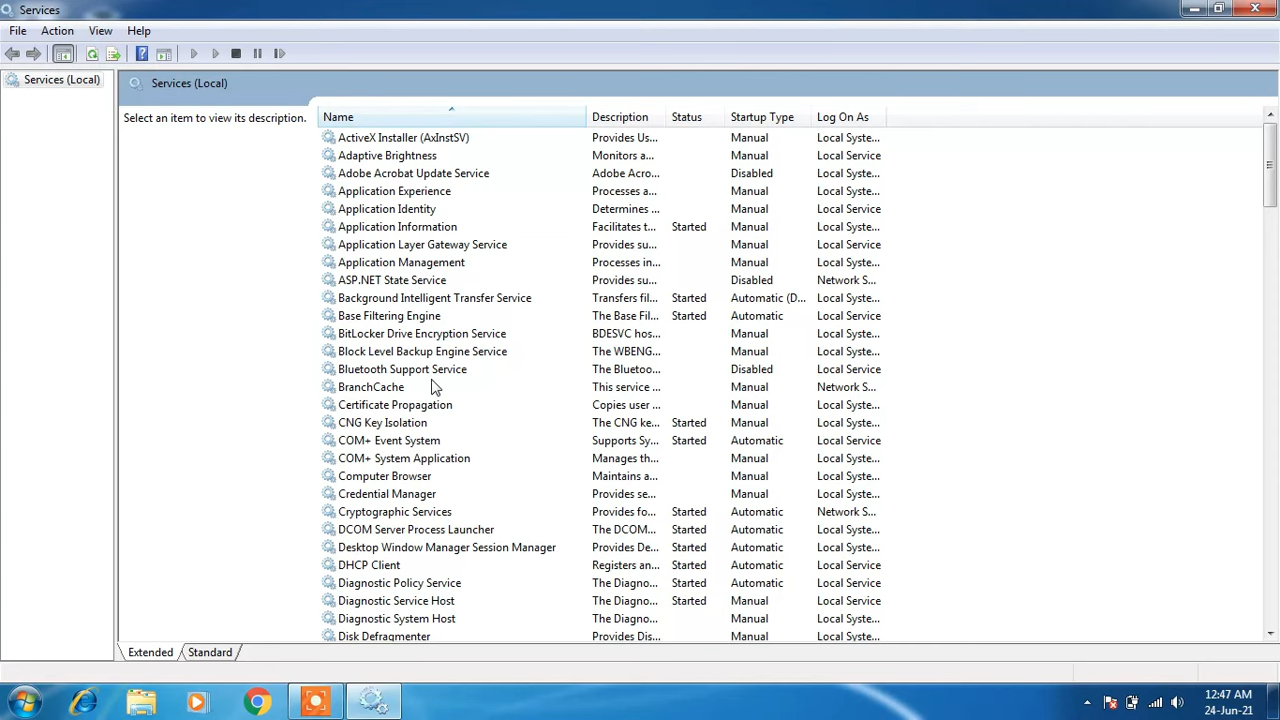 Services
File Action View Help
Services (Local)
Services (Local)
Select an item to view its description.
Name Description Status Startup Type Log On As
ActiveX Installer (AxInstSV) Provides Us... Manual Local Syste...
Adaptive Brightness Monitors a... Manual Local Service
Adobe Acrobat Update Service Adobe Acro... Disabled Local Syste...
Application Experience Processes a... Manual Local Syste...
Application Identity Determines ... Manual Local Service
Application Information Facilitates t... Started Manual Local Syste...
Application Layer Gateway Service Provides su... Manual Local Service
Application Management Processes in... Manual Local Syste...
ASP.NET State Service Provides su... Disabled Network S...
Background Intelligent Transfer Service Transfers fil... Started Automatic (D... Local Syste...
Base Filtering Engine The Base Fil... Started Automatic Local Service
BitLocker Drive Encryption Service BDESVC hos... Manual Local Syste...
Block Level Backup Engine Service The WBENG... Manual Local Syste...
Bluetooth Support Service The Bluetoo... Disabled Local Service
BranchCache This service ... Manual Network S...
Certificate Propagation Copies user ... Manual Local Syste...
CNG Key Isolation The CNG ke... Started Manual Local Syste...
COM+ Event System Supports Sy... Started Automatic Local Service
COM+ System Application Manages th... Manual Local Syste...
Computer Browser Maintains a... Manual Local Syste...
Credential Manager Provides se... Manual Local Syste...
Cryptographic Services Provides fo... Started Automatic Network S...
DCOM Server Process Launcher The DCOM... Started Automatic Local Syste...
Desktop Window Manager Session Manager Provides De... Started Automatic Local Syste...
DHCP Client Registers an... Started Automatic Local Service
Diagnostic Policy Service The Diagno... Started Automatic Local Service
Diagnostic Service Host The Diagno... Started Manual Local Service
Diagnostic System Host The Diagno... Manual Local Syste...
Disk Defragmenter Provides Dis... Manual Local Syste...
Extended Standard
12:47 AM
24-Jun-21